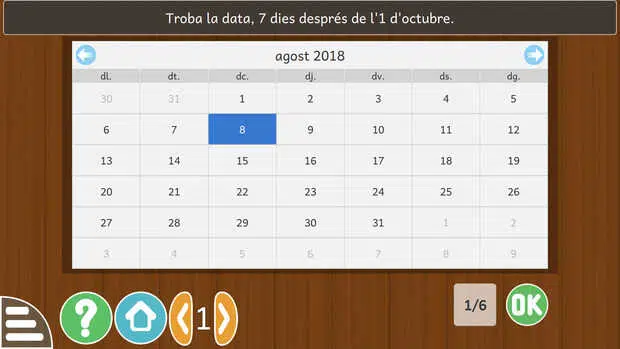 Troba la data, 7 dies després de l'1 d'octubre.
agost 2018
dl. dt. dc. dj. dv. ds. dg.
30 31 1 2 3 4 5
6 7 8 9 10 11 12
13 14 15 16 17 18 19
20 21 22 23 24 25 26
27 28 29 30 31 1 2
3 4 5 6 7 8 9
? 1 1/6 OK